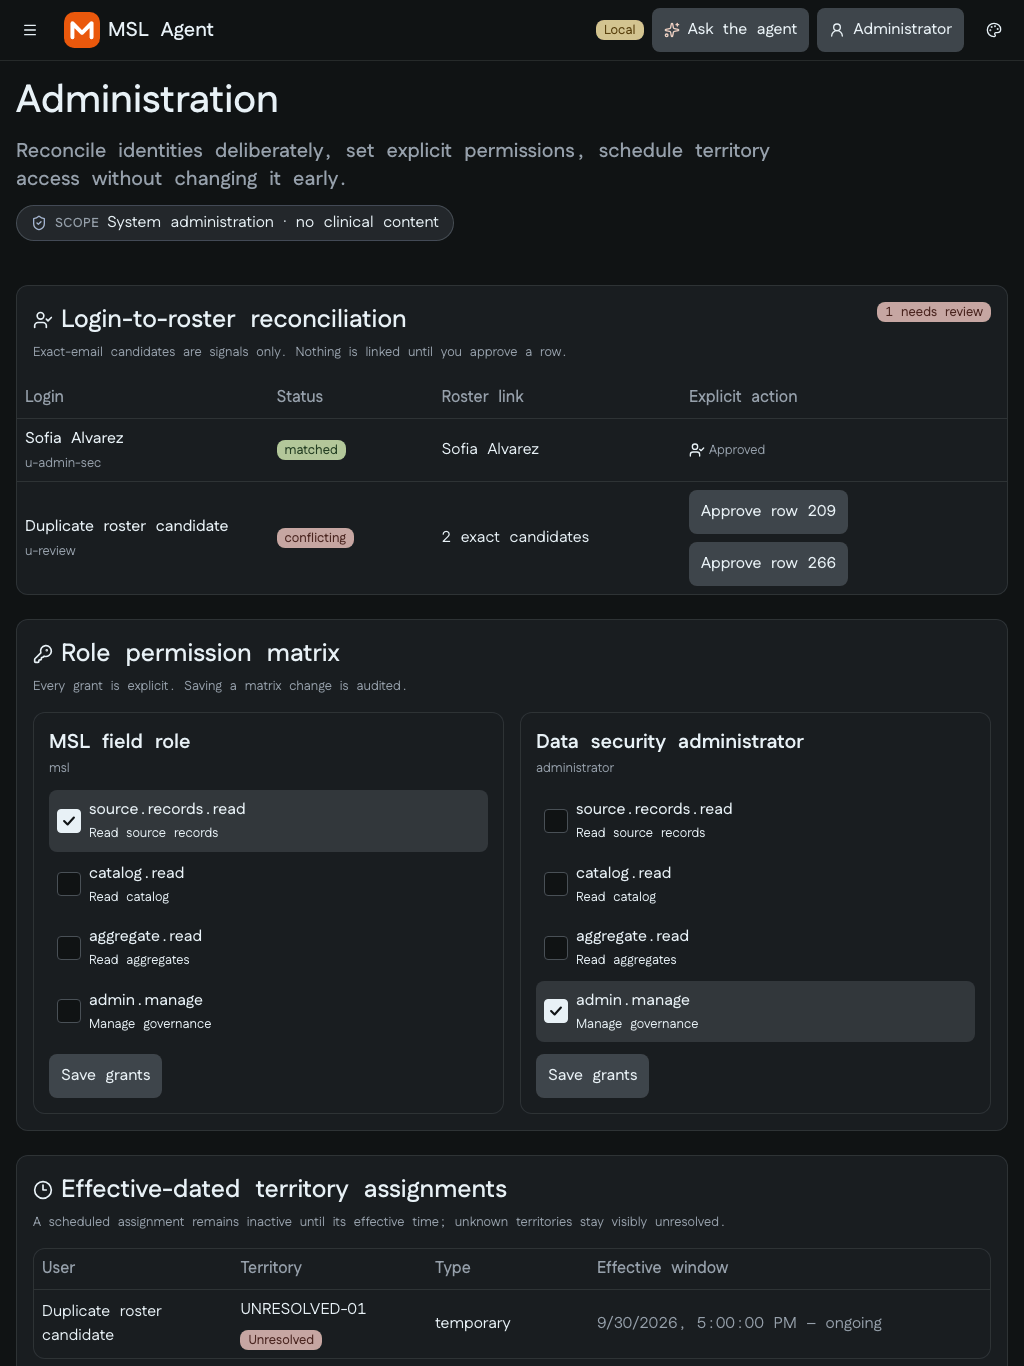 MSL Agent
Local
Ask the agent
Administrator
Administration
Reconcile identities deliberately, set explicit permissions, schedule territory
access without changing it early.
SCOPE System administration · no clinical content
Login-to-roster reconciliation
1 needs review
Exact-email candidates are signals only. Nothing is linked until you approve a row.
Login Status Roster link Explicit action
Sofia Alvarez
u-admin-sec
matched
Sofia Alvarez
Approved
Duplicate roster candidate
u-review
conflicting
2 exact candidates
Approve row 209
Approve row 266
Role permission matrix
Every grant is explicit. Saving a matrix change is audited.
MSL field role
msl
source.records.read
Read source records
catalog.read
Read catalog
aggregate.read
Read aggregates
admin.manage
Manage governance
Save grants
Data security administrator
administrator
source.records.read
Read source records
catalog.read
Read catalog
aggregate.read
Read aggregates
admin.manage
Manage governance
Save grants
Effective-dated territory assignments
A scheduled assignment remains inactive until its effective time; unknown territories stay visibly unresolved.
User Territory Type Effective window
Duplicate roster
candidate
UNRESOLVED-01
Unresolved
temporary
9/30/2026, 5:00:00 PM – ongoing